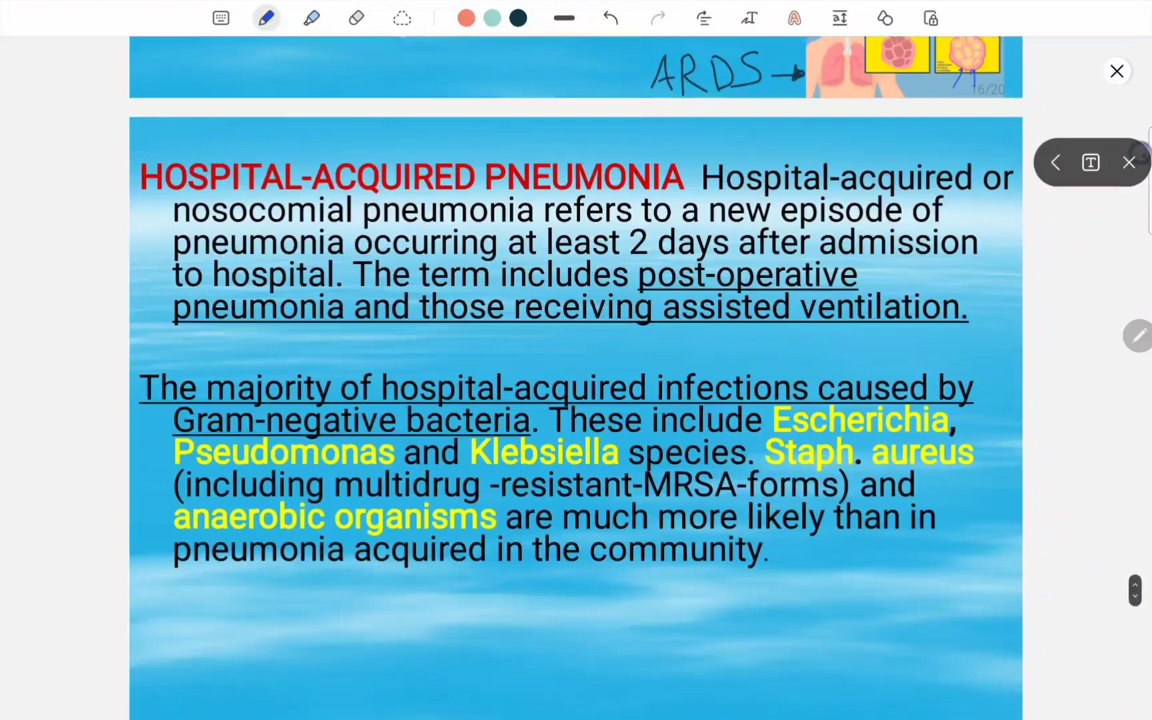 ARDS
16/20
HOSPITAL-ACQUIRED PNEUMONIA Hospital-acquired or
nosocomial pneumonia refers to a new episode of
pneumonia occurring at least 2 days after admission
to hospital. The term includes post-operative
pneumonia and those receiving assisted ventilation.
The majority of hospital-acquired infections caused by
Gram-negative bacteria. These include Escherichia,
Pseudomonas and Klebsiella species. Staph. aureus
(including multidrug -resistant-MRSA-forms) and
anaerobic organisms are much more likely than in
pneumonia acquired in the community.